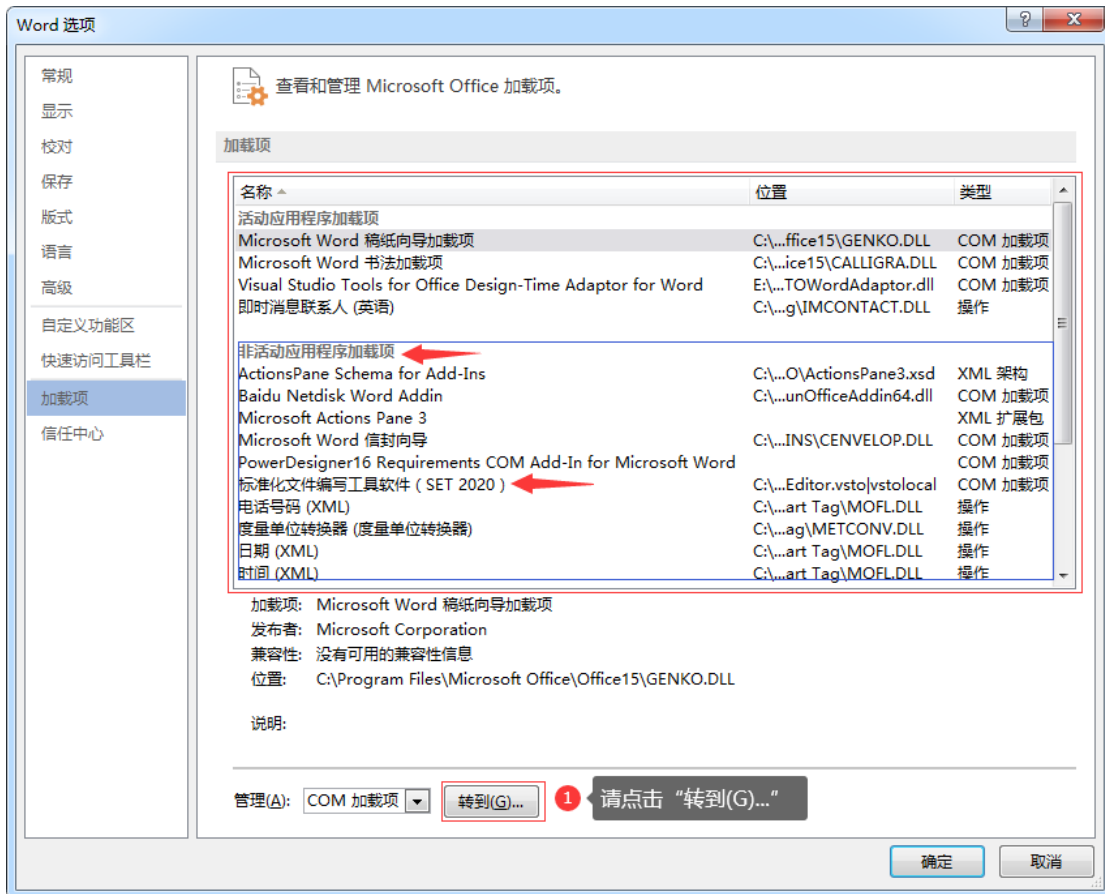 Word 选项
常规
显示
校对
保存
版式
语言
高级
自定义功能区
快速访问工具栏
加载项
信任中心
查看和管理 Microsoft Office 加载项。
加载项
名称 位置 类型
活动应用程序加载项
Microsoft Word 稿纸向导加载项 C:\...ffice15\GENKO.DLL COM 加载项
Microsoft Word 书法加载项 C:\...ice15\CALLIGRA.DLL COM 加载项
Visual Studio Tools for Office Design-Time Adaptor for Word E:\...TOWordAdaptor.dll COM 加载项
即时消息联系人 (英语) C:\...g\IMCONTACT.DLL 操作
非活动应用程序加载项
ActionsPane Schema for Add-Ins C:\...O\ActionsPane3.xsd XML 架构
Baidu Netdisk Word Addin C:\...unOfficeAddin64.dll COM 加载项
Microsoft Actions Pane 3 XML 扩展包
Microsoft Word 信封向导 C:\...INS\CENVELOP.DLL COM 加载项
PowerDesigner16 Requirements COM Add-In for Microsoft Word COM 加载项
标准化文件编写工具软件（SET 2020） C:\...Editor.vsto|vstolocal COM 加载项
电话号码 (XML) C:\...art Tag\MOFL.DLL 操作
度量单位转换器 (度量单位转换器) C:\...ag\METCONV.DLL 操作
日期 (XML) C:\...art Tag\MOFL.DLL 操作
时间 (XML) C:\...art Tag\MOFL.DLL 操作
加载项: Microsoft Word 稿纸向导加载项
发布者: Microsoft Corporation
兼容性: 没有可用的兼容性信息
位置: C:\Program Files\Microsoft Office\Office15\GENKO.DLL
说明:
管理(A): COM 加载项 转到(G)... 1 请点击“转到(G)...”
确定 取消